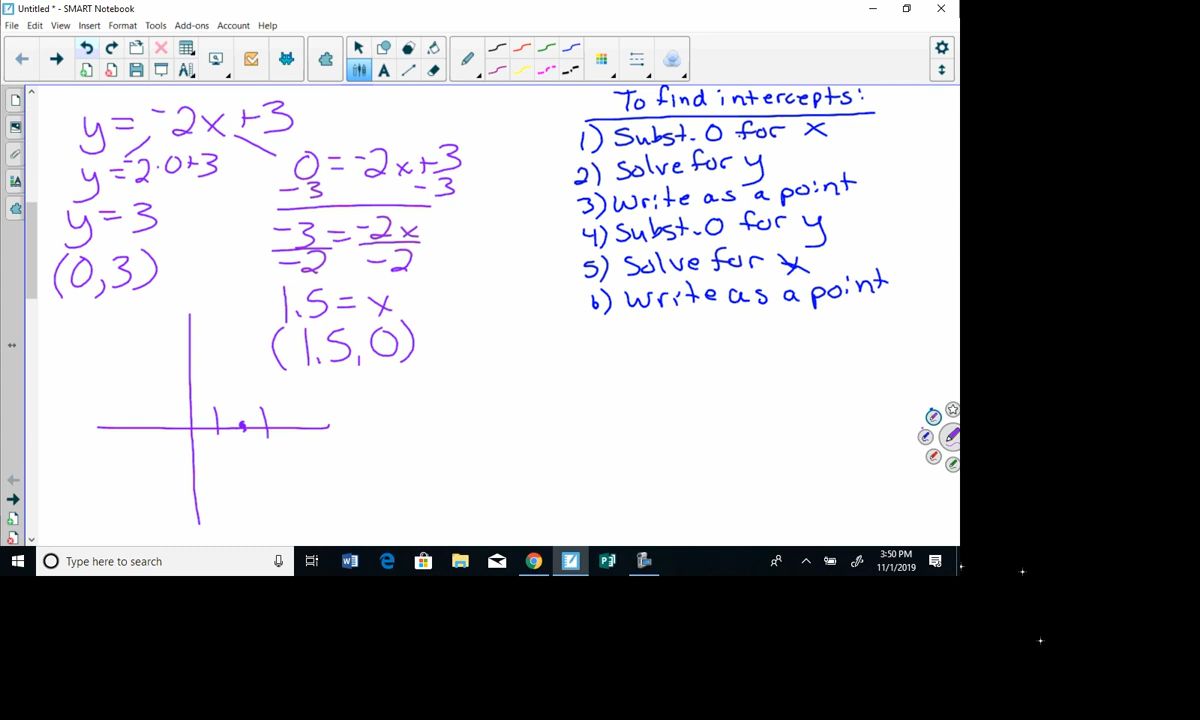 Untitled * - SMART Notebook
File Edit View Insert Format Tools Add-ons Account Help
y = -2x + 3
y = -2·0+3
y = 3
(0,3)
0 = -2x+3
-3 -3
-3 = -2x
-2 -2
1.5 = x
(1.5, 0)
To find intercepts:
1) Subst. 0 for x
2) Solve for y
3) Write as a point
4) Subst. 0 for y
5) Solve for x
6) Write as a point
Type here to search
3:50 PM
11/1/2019